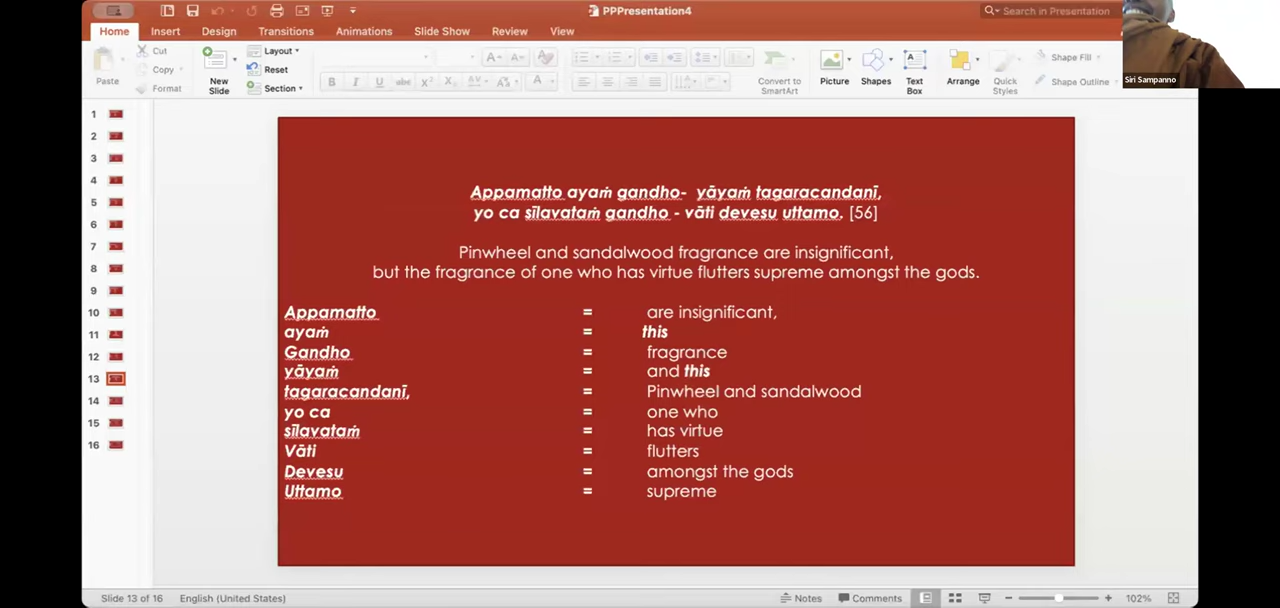 PPPresentation4
Search in Presentation
Home Insert Design Transitions Animations Slide Show Review View
Paste
Cut
Copy
Format
New Slide
Layout
Reset
Section
Convert to SmartArt
Picture
Shapes
Text Box
Arrange
Quick Styles
Shape Fill
Shape Outline
Siri Sampanno
1
2
3
4
5
6
7
8
9
10
11
12
13
14
15
16
Appamatto ayaṁ gandho- yāyaṁ tagaracandanī,
yo ca sīlavataṁ gandho - vāti devesu uttamo. [56]
Pinwheel and sandalwood fragrance are insignificant,
but the fragrance of one who has virtue flutters supreme amongst the gods.
Appamatto = are insignificant,
ayaṁ = this
Gandho = fragrance
yāyaṁ = and this
tagaracandanī, = Pinwheel and sandalwood
yo ca = one who
sīlavataṁ = has virtue
Vāti = flutters
Devesu = amongst the gods
Uttamo = supreme
Slide 13 of 16 English (United States) Notes Comments 102%